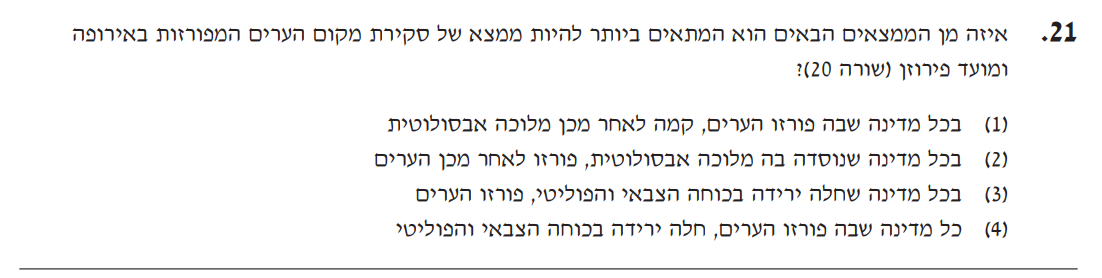 21. איזה מן הממצאים הבאים הוא המתאים ביותר להיות ממצא של סקירת מקום הערים המפורזות באירופה
ומועד פירוזן (שורה 20)?
(1) בכל מדינה שבה פורזו הערים, קמה לאחר מכן מלוכה אבסולוטית
(2) בכל מדינה שנוסדה בה מלוכה אבסולוטית, פורזו לאחר מכן הערים
(3) בכל מדינה שחלה ירידה בכוחה הצבאי והפוליטי, פורזו הערים
(4) כל מדינה שבה פורזו הערים, חלה ירידה בכוחה הצבאי והפוליטי